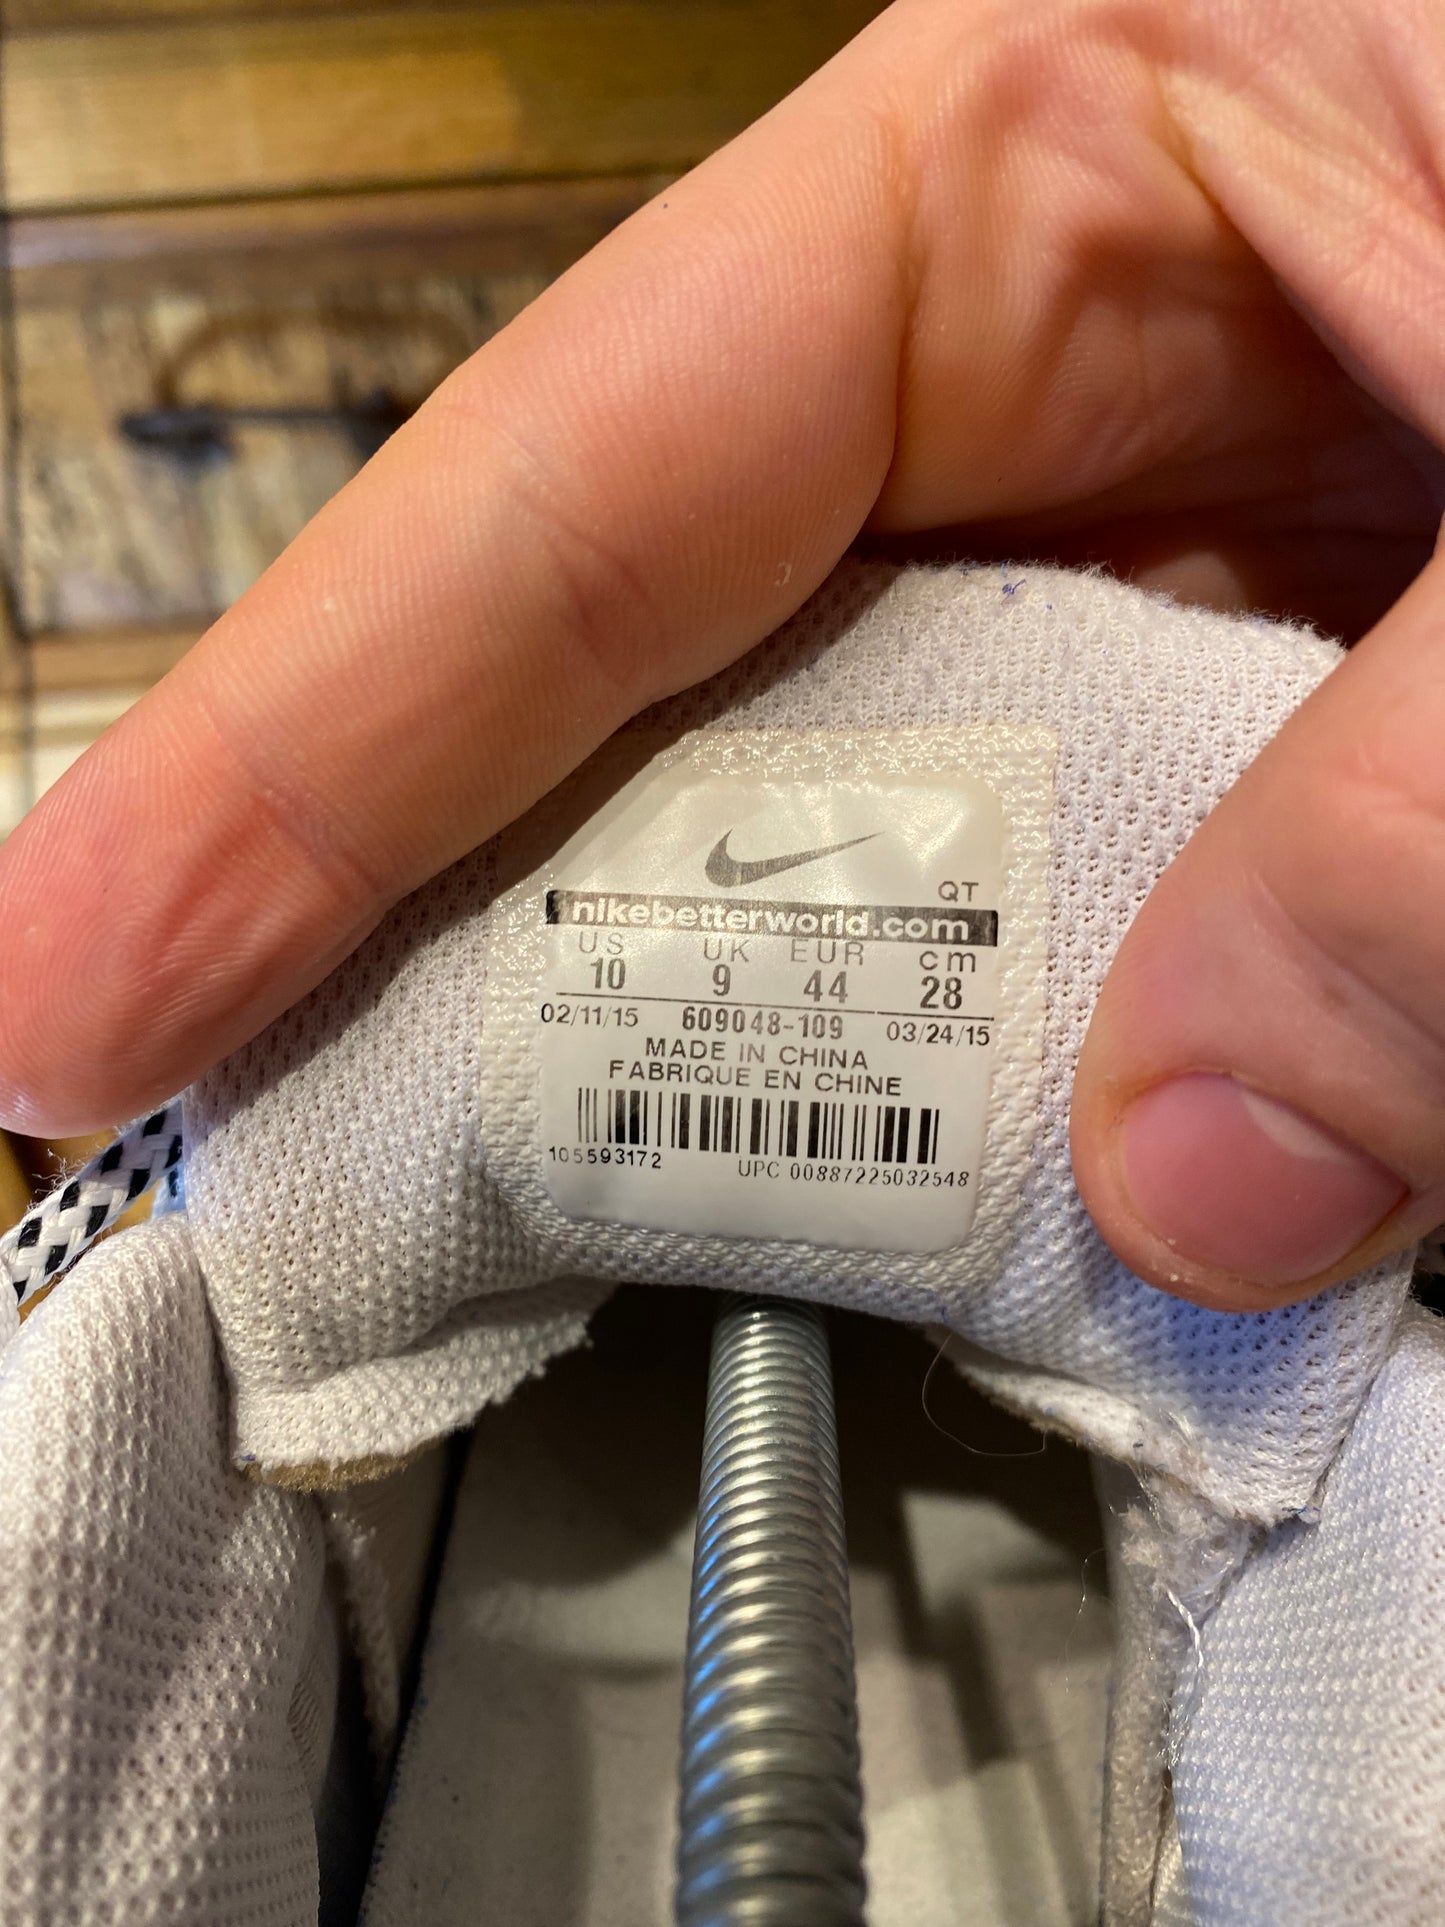 QT
nikebetterworld.com
US UK EUR cm
10 9 44 28
02/11/15 609048-109 03/24/15
MADE IN CHINA
FABRIQUE EN CHINE
105593172 UPC 00887225032548